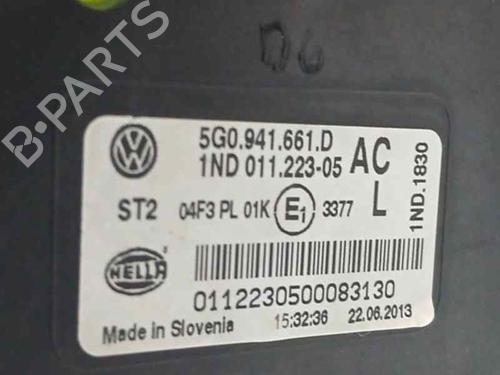 B-PARTS
D6
5G0.941.661.D AC
1ND 011.223-05
ST2 04F3 PL 01K E1 3377 L
1ND.1830
HELLA
0112230500083130
Made in Slovenia 15:32:36 22.06.2013